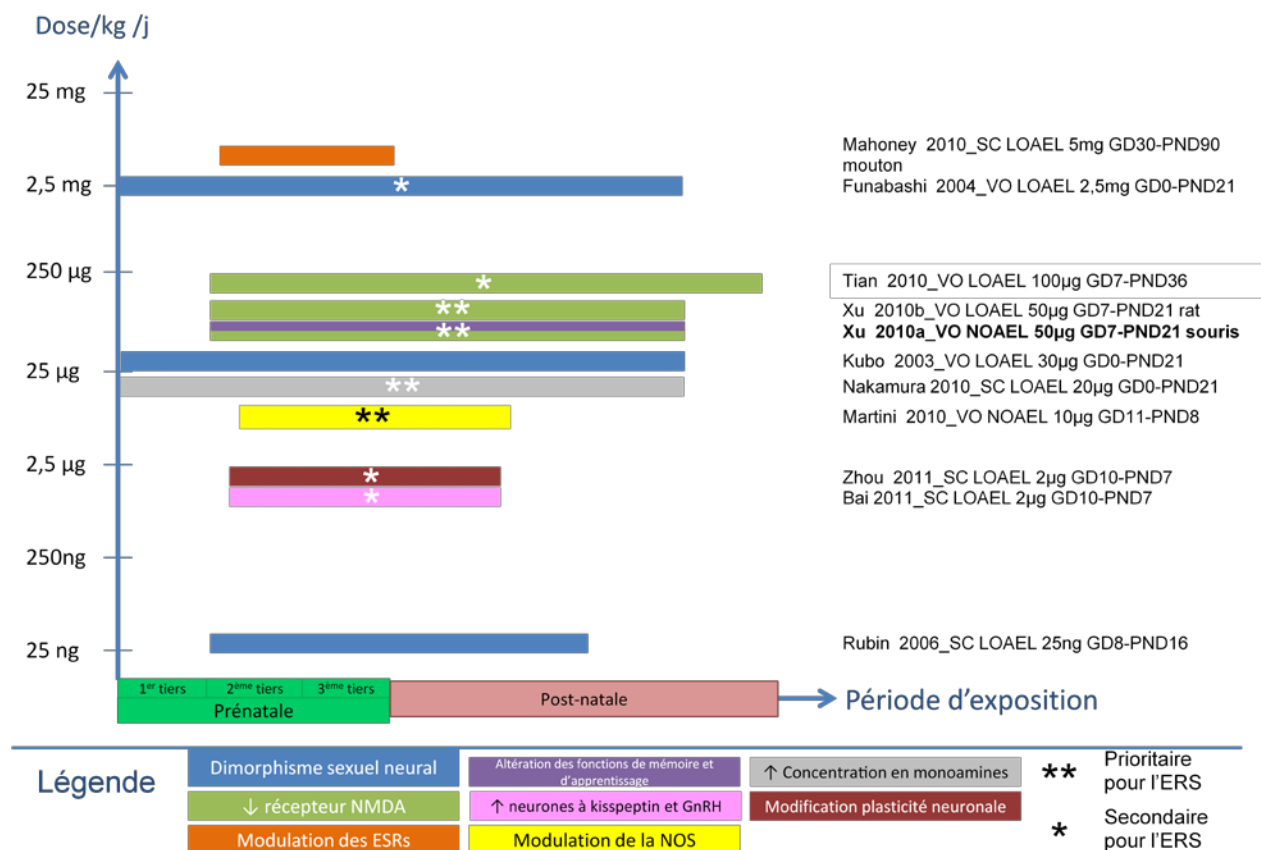 Dose/kg /j
25 mg
2,5 mg
250 µg
25 µg
2,5 µg
250ng
25 ng
*
*
**
**
**
**
*
*
Mahoney 2010_SC LOAEL 5mg GD30-PND90
mouton
Funabashi 2004_VO LOAEL 2,5mg GD0-PND21
Tian 2010_VO LOAEL 100µg GD7-PND36
Xu 2010b_VO LOAEL 50µg GD7-PND21 rat
Xu 2010a_VO NOAEL 50µg GD7-PND21 souris
Kubo 2003_VO LOAEL 30µg GD0-PND21
Nakamura 2010_SC LOAEL 20µg GD0-PND21
Martini 2010_VO NOAEL 10µg GD11-PND8
Zhou 2011_SC LOAEL 2µg GD10-PND7
Bai 2011_SC LOAEL 2µg GD10-PND7
Rubin 2006_SC LOAEL 25ng GD8-PND16
1er tiers
2ème tiers
3ème tiers
Prénatale
Post-natale
Période d'exposition
Légende
Dimorphisme sexuel neural
↓ récepteur NMDA
Modulation des ESRs
Altération des fonctions de mémoire et
d'apprentissage
↑ neurones à kisspeptin et GnRH
Modulation de la NOS
↑ Concentration en monoamines
Modification plasticité neuronale
** Prioritaire
pour l'ERS
* Secondaire
pour l'ERS